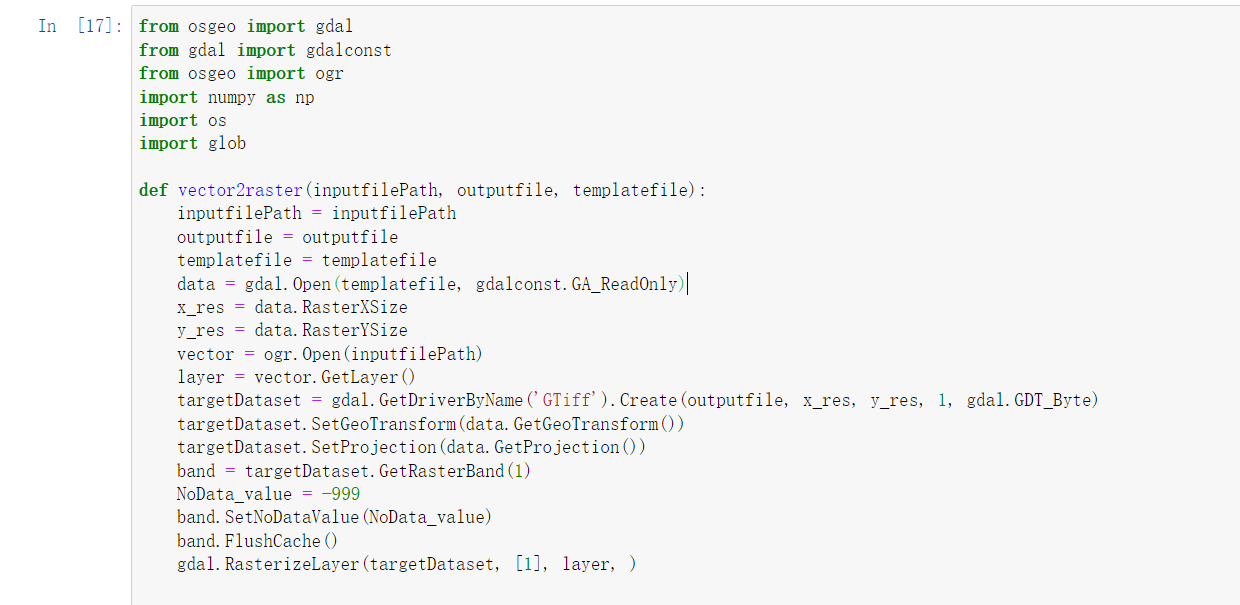 In [17]: from osgeo import gdal
from gdal import gdalconst
from osgeo import ogr
import numpy as np
import os
import glob

def vector2raster(inputfilePath, outputfile, templatefile):
    inputfilePath = inputfilePath
    outputfile = outputfile
    templatefile = templatefile
    data = gdal.Open(templatefile, gdalconst.GA_ReadOnly)
    x_res = data.RasterXSize
    y_res = data.RasterYSize
    vector = ogr.Open(inputfilePath)
    layer = vector.GetLayer()
    targetDataset = gdal.GetDriverByName('GTiff').Create(outputfile, x_res, y_res, 1, gdal.GDT_Byte)
    targetDataset.SetGeoTransform(data.GetGeoTransform())
    targetDataset.SetProjection(data.GetProjection())
    band = targetDataset.GetRasterBand(1)
    NoData_value = -999
    band.SetNoDataValue(NoData_value)
    band.FlushCache()
    gdal.RasterizeLayer(targetDataset, [1], layer, )